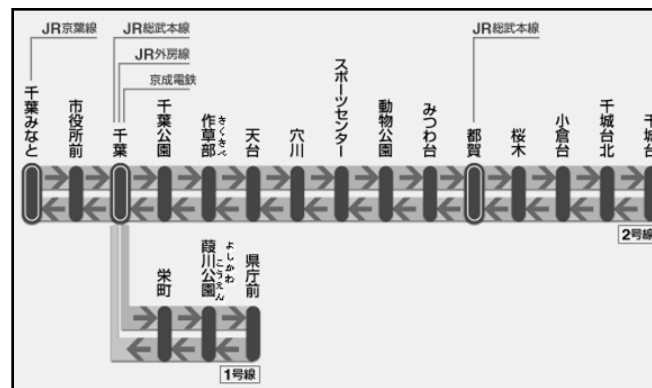 JR京葉線
JR総武本線
JR外房線
京成電鉄
JR総武本線
千葉みなと
市役所前
千葉
千葉公園
作草部
さくさべ
天台
穴川
スポーツセンター
動物公園
みつわ台
都賀
桜木
小倉台
千城台北
千城台
2号線
栄町
葭川公園
よしかわ
こうえん
県庁前
1号線